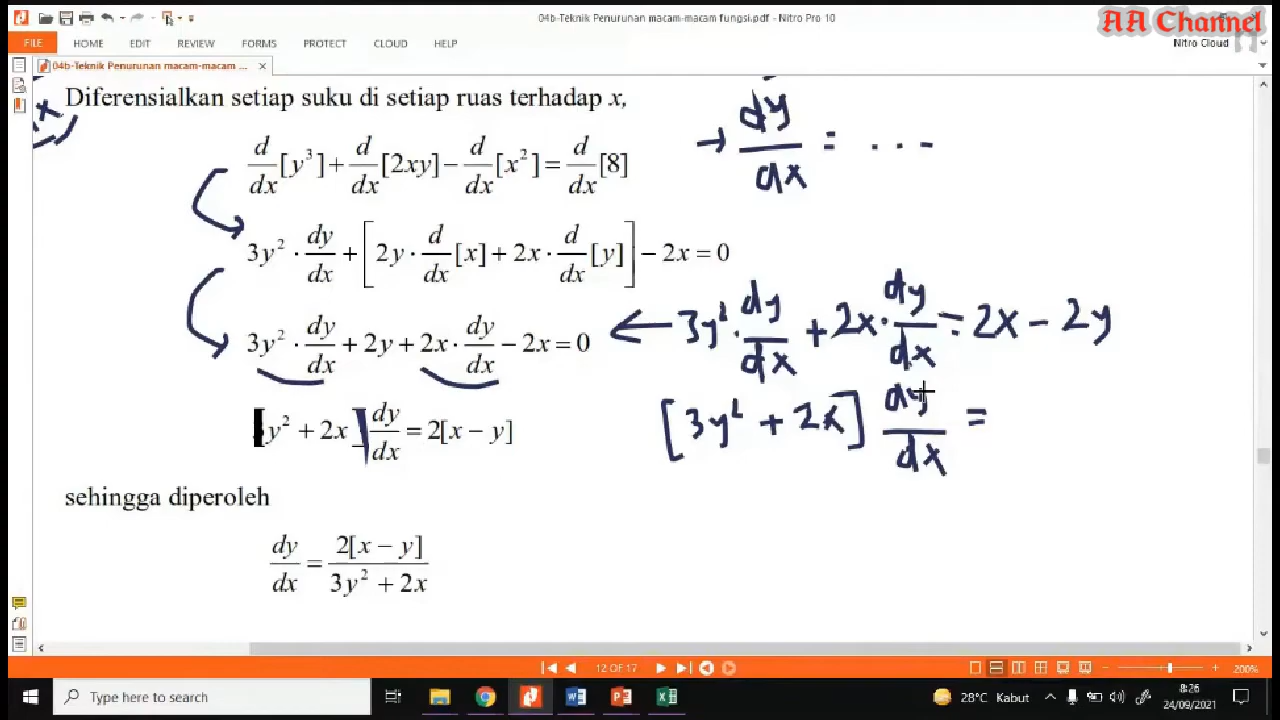 04b-Teknik Penurunan macam-macam fungsi.pdf - Nitro Pro 10
AA Channel
FILE HOME EDIT REVIEW FORMS PROTECT CLOUD HELP
Nitro Cloud
04b-Teknik Penurunan macam-macam ... ×
Diferensialkan setiap suku di setiap ruas terhadap x,
→ dy/dx = ...
d/dx[y³] + d/dx[2xy] − d/dx[x²] = d/dx[8]
3y² · dy/dx + [2y · d/dx[x] + 2x · d/dx[y]] − 2x = 0
3y² · dy/dx + 2y + 2x · dy/dx − 2x = 0
← 3y² · dy/dx + 2x · dy/dx = 2x − 2y
y² + 2x] dy/dx = 2[x − y]
[3y² + 2x] dy/dx =
sehingga diperoleh
dy/dx = 2[x − y]/3y² + 2x
12 OF 17
200%
Type here to search
28°C Kabut
8:26
24/09/2021